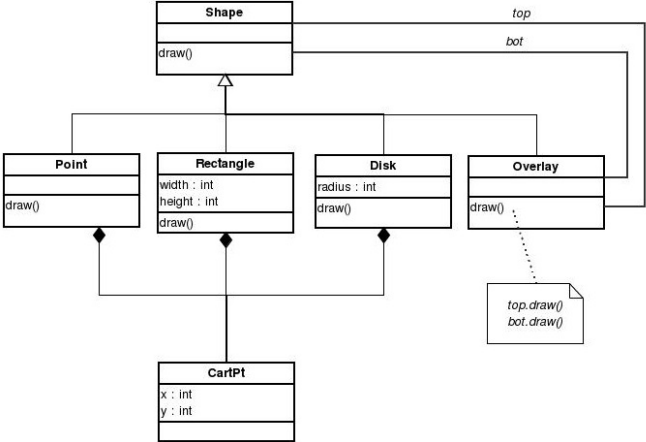 Shape
draw()
top
bot
Point
draw()
Rectangle
width : int
height : int
draw()
Disk
radius : int
draw()
Overlay
draw()
top.draw()
bot.draw()
CartPt
x : int
y : int